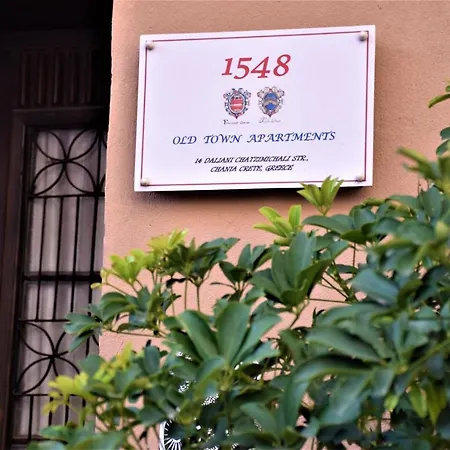 1548
OLD TOWN APARTMENTS
14 DALIANI CHATZIMICHALI STR.,
CHANIA CRETE, GREECE